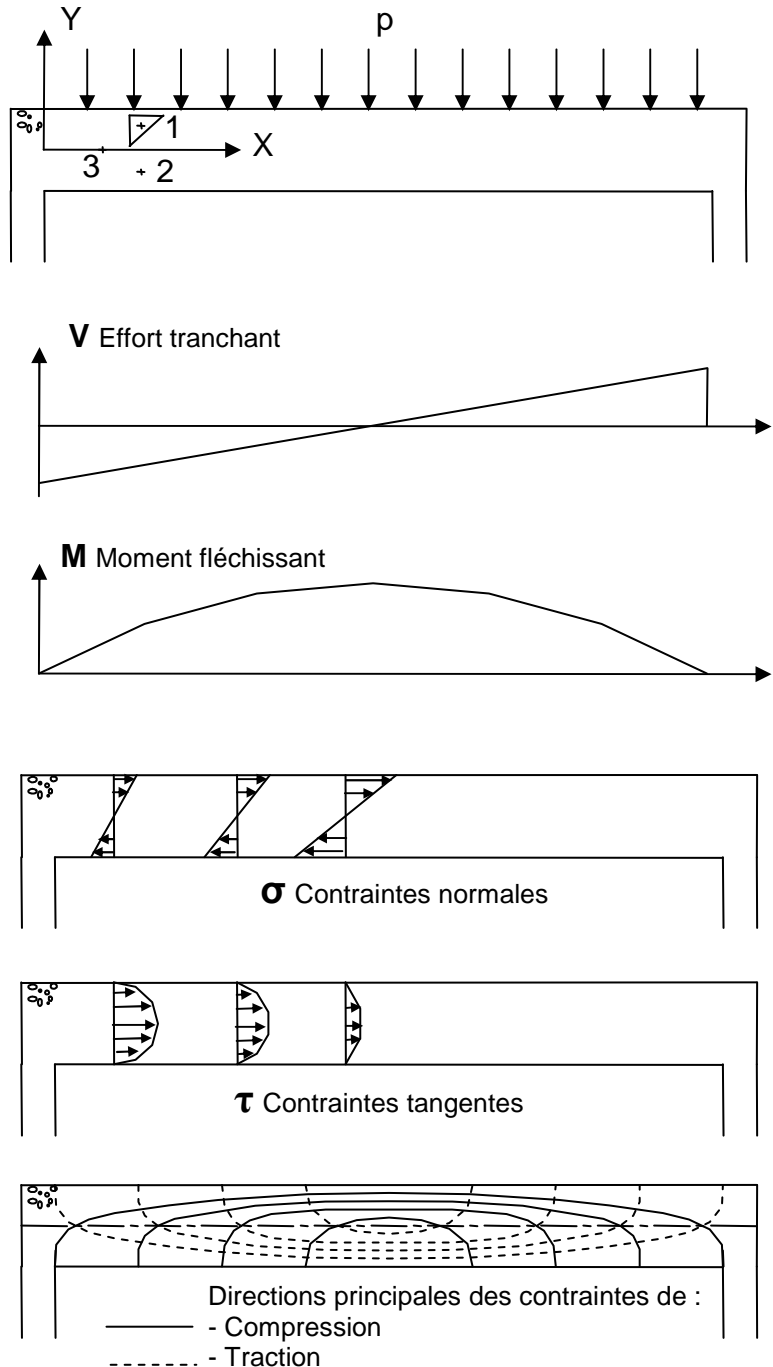 Y
p
1
X
3
2
V Effort tranchant
M Moment fléchissant
σ Contraintes normales
τ Contraintes tangentes
Directions principales des contraintes de :
- Compression
- Traction